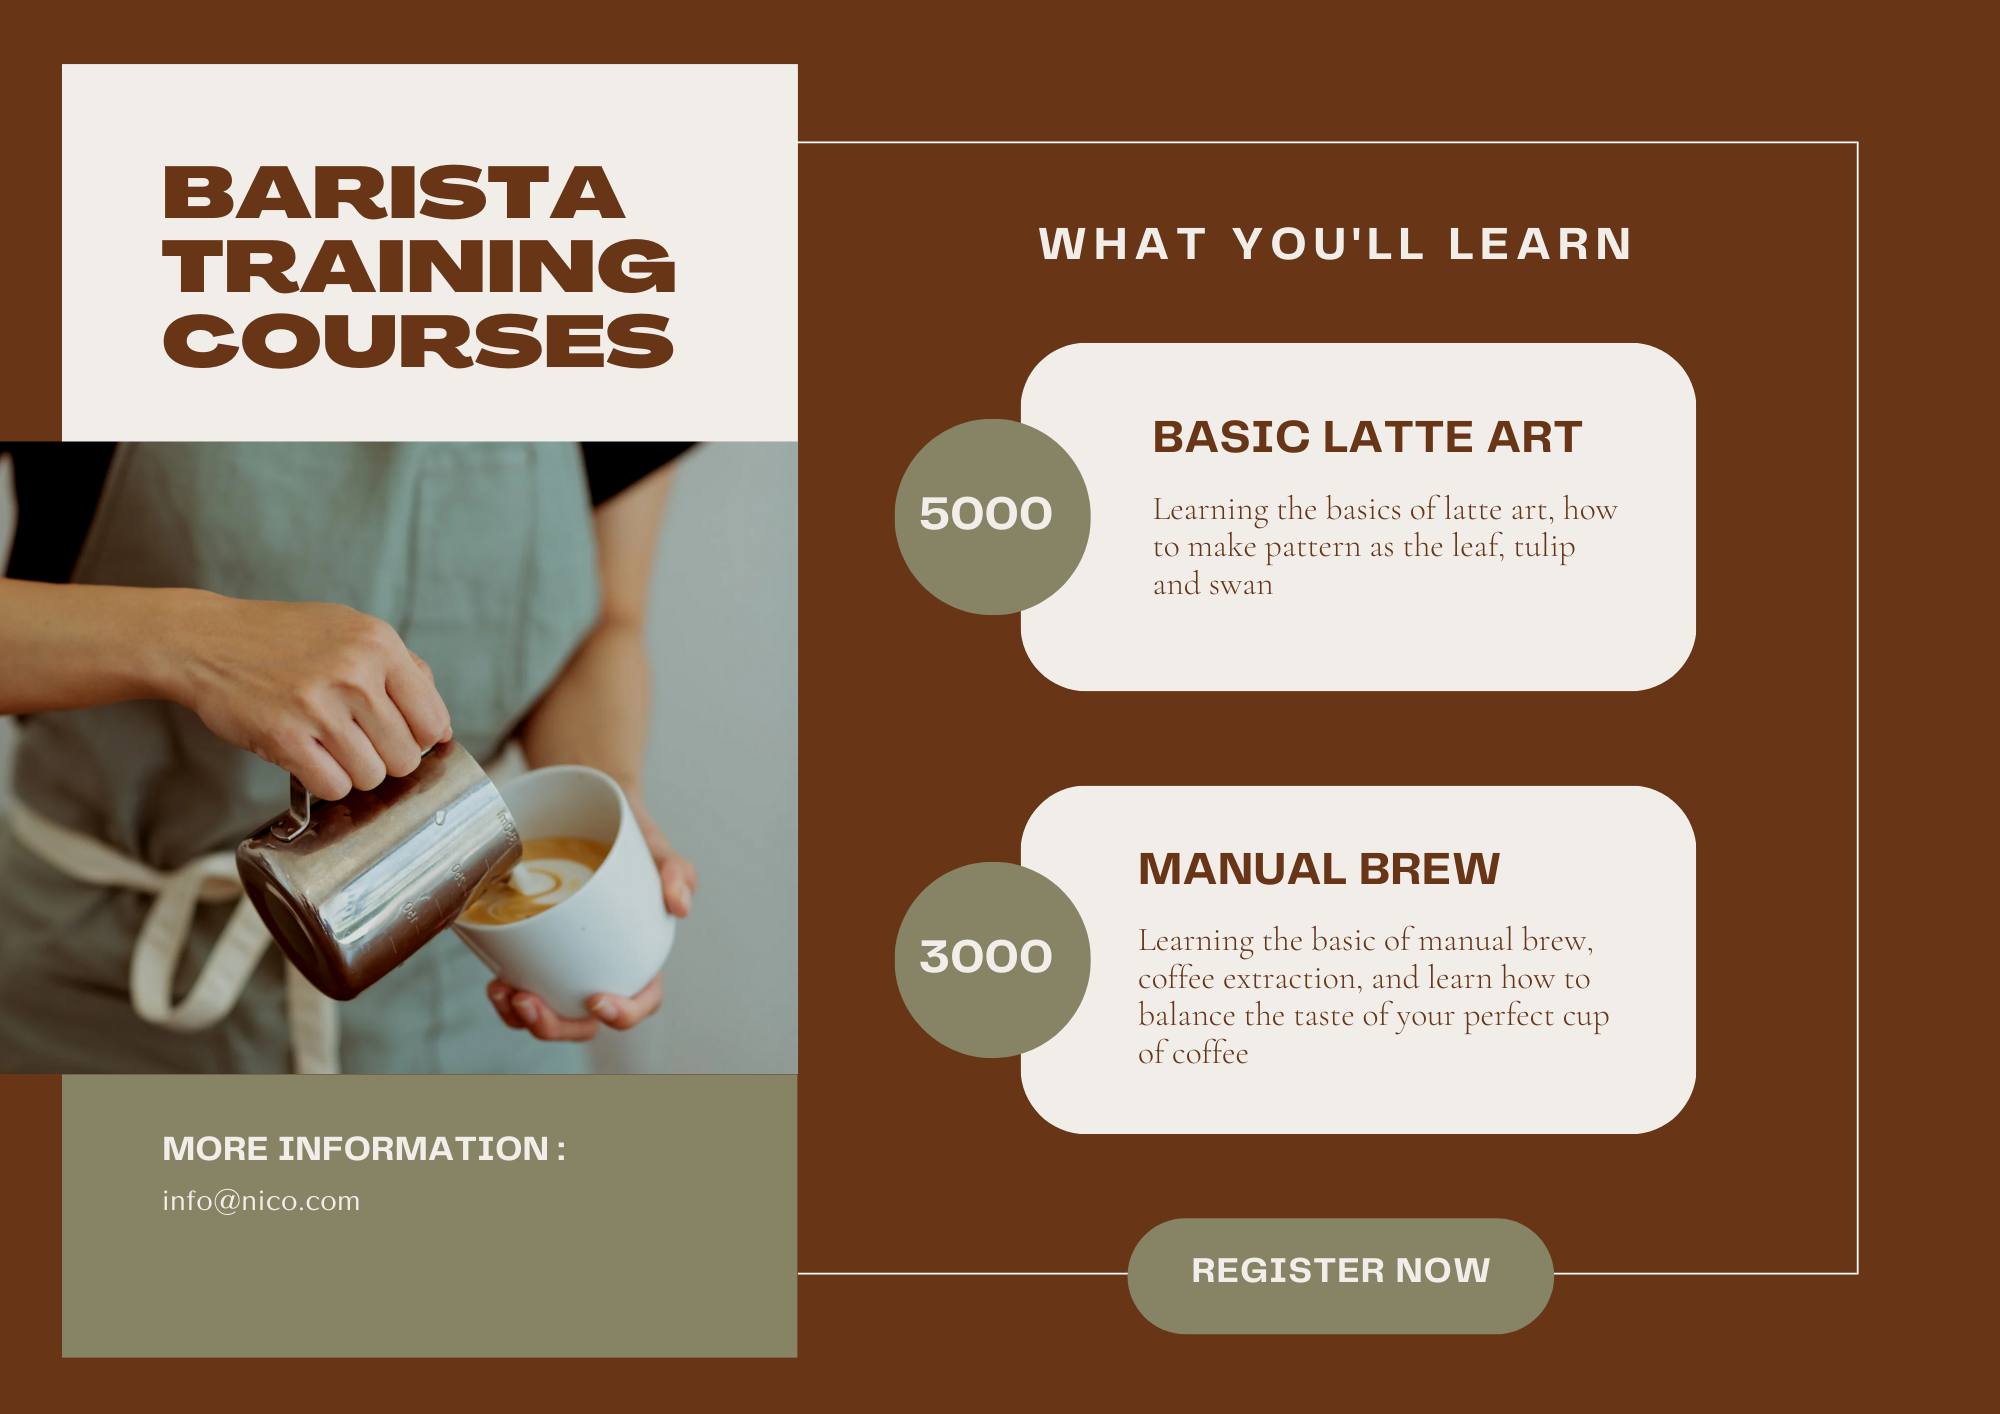 BARISTA
TRAINING
COURSES
MORE INFORMATION :
info@nico.com
WHAT YOU'LL LEARN
5000
BASIC LATTE ART
Learning the basics of latte art, how
to make pattern as the leaf, tulip
and swan
3000
MANUAL BREW
Learning the basic of manual brew,
coffee extraction, and learn how to
balance the taste of your perfect cup
of coffee
REGISTER NOW